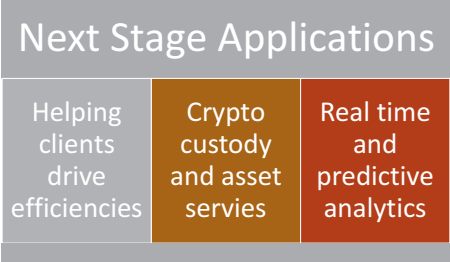 Next Stage Applications
Helping
clients
drive
efficiencies
Crypto
custody
and asset
servies
Real time
and
predictive
analytics